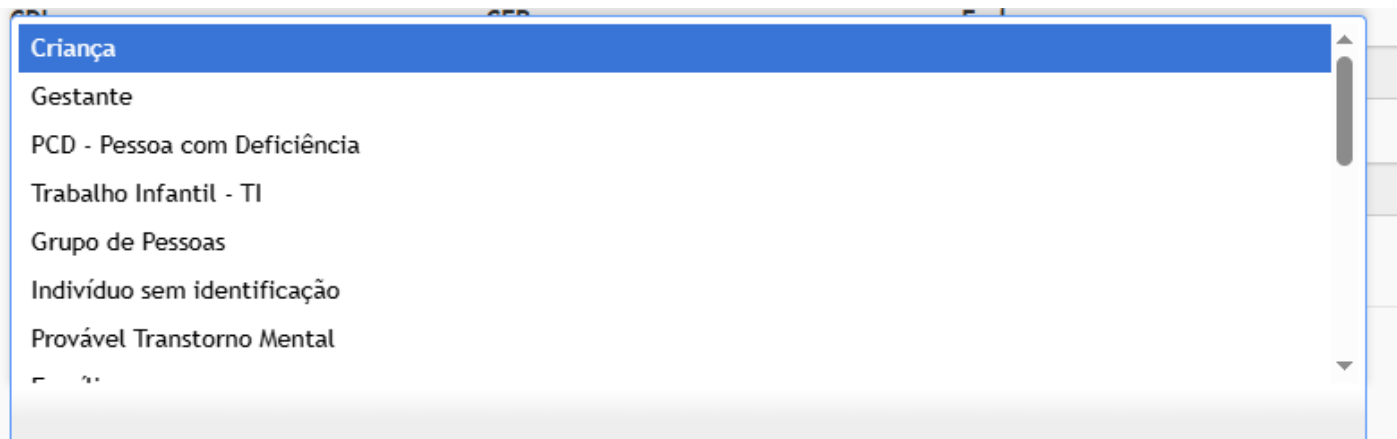 Criança
Gestante
PCD - Pessoa com Deficiência
Trabalho Infantil - TI
Grupo de Pessoas
Indivíduo sem identificação
Provável Transtorno Mental